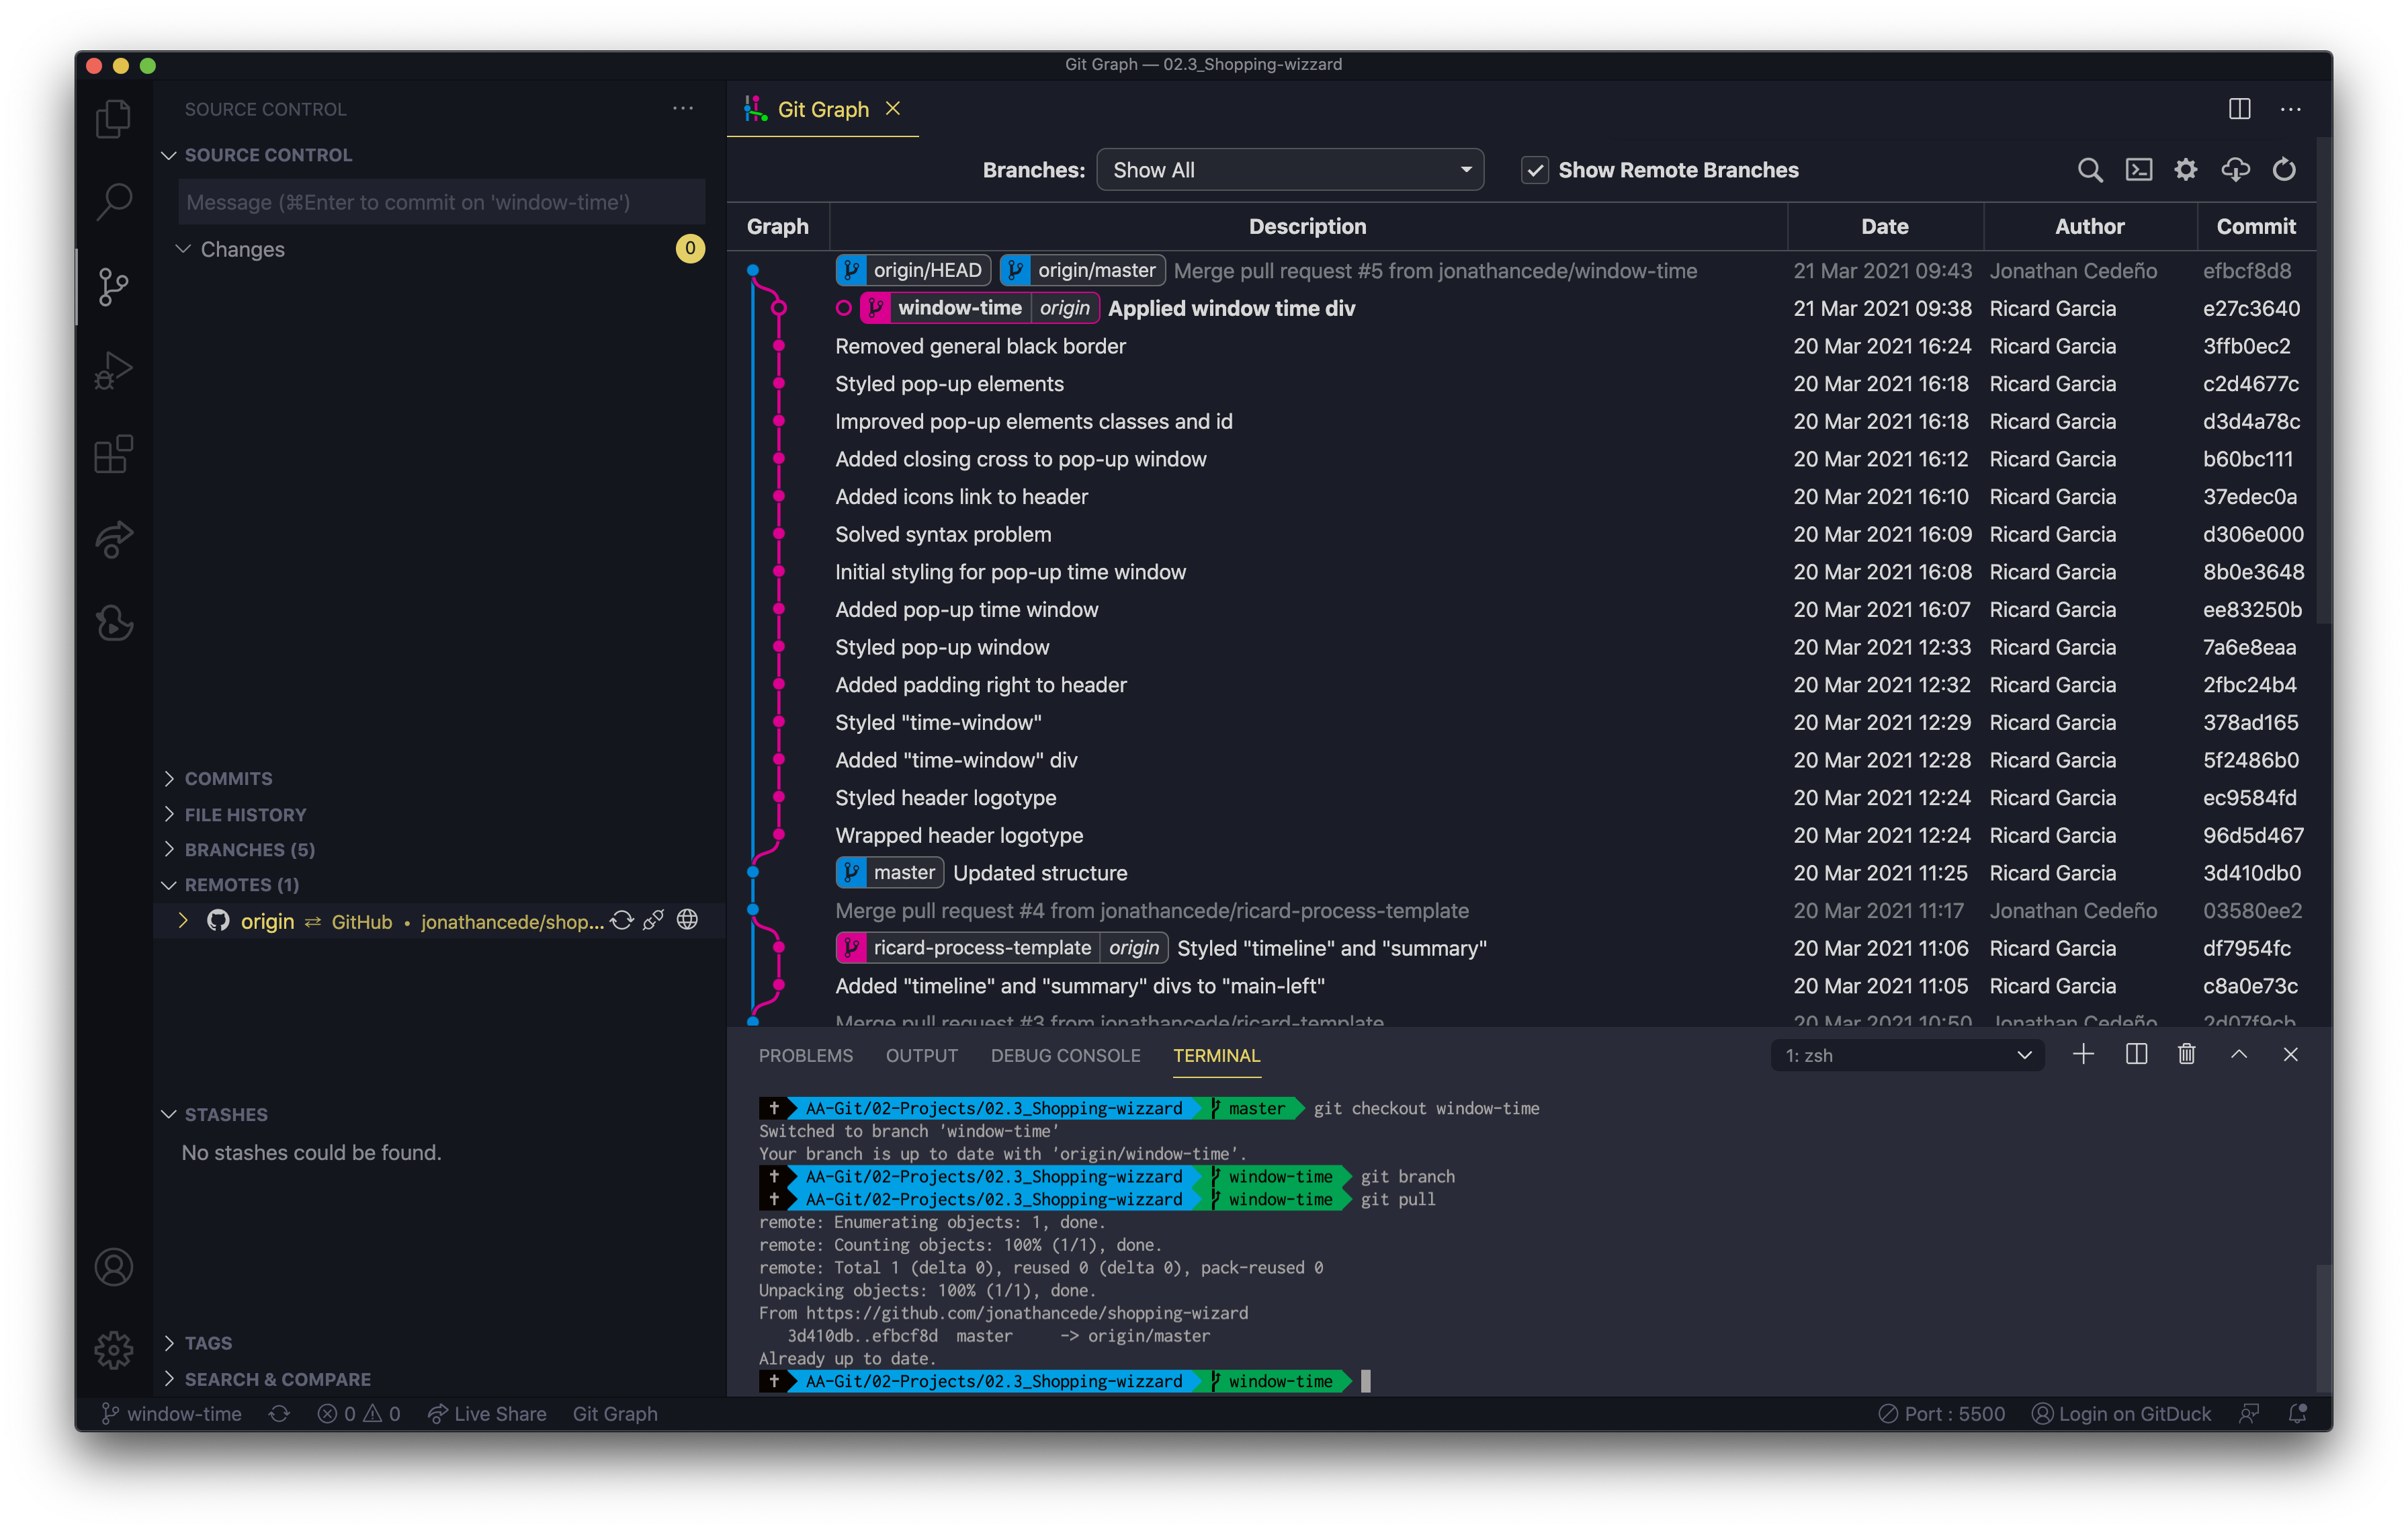 Git Graph — 02.3_Shopping-wizzard
SOURCE CONTROL
SOURCE CONTROL
Message (⌘Enter to commit on 'window-time')
Changes
0
COMMITS
FILE HISTORY
BRANCHES (5)
REMOTES (1)
origin ⇄ GitHub • jonathancede/shop...
STASHES
No stashes could be found.
TAGS
SEARCH & COMPARE
Git Graph
Branches: Show All Show Remote Branches
Graph Description Date Author Commit
origin/HEAD origin/master Merge pull request #5 from jonathancede/window-time 21 Mar 2021 09:43 Jonathan Cedeño efbcf8d8
window-time origin Applied window time div 21 Mar 2021 09:38 Ricard Garcia e27c3640
Removed general black border 20 Mar 2021 16:24 Ricard Garcia 3ffb0ec2
Styled pop-up elements 20 Mar 2021 16:18 Ricard Garcia c2d4677c
Improved pop-up elements classes and id 20 Mar 2021 16:18 Ricard Garcia d3d4a78c
Added closing cross to pop-up window 20 Mar 2021 16:12 Ricard Garcia b60bc111
Added icons link to header 20 Mar 2021 16:10 Ricard Garcia 37edec0a
Solved syntax problem 20 Mar 2021 16:09 Ricard Garcia d306e000
Initial styling for pop-up time window 20 Mar 2021 16:08 Ricard Garcia 8b0e3648
Added pop-up time window 20 Mar 2021 16:07 Ricard Garcia ee83250b
Styled pop-up window 20 Mar 2021 12:33 Ricard Garcia 7a6e8eaa
Added padding right to header 20 Mar 2021 12:32 Ricard Garcia 2fbc24b4
Styled "time-window" 20 Mar 2021 12:29 Ricard Garcia 378ad165
Added "time-window" div 20 Mar 2021 12:28 Ricard Garcia 5f2486b0
Styled header logotype 20 Mar 2021 12:24 Ricard Garcia ec9584fd
Wrapped header logotype 20 Mar 2021 12:24 Ricard Garcia 96d5d467
master Updated structure 20 Mar 2021 11:25 Ricard Garcia 3d410db0
Merge pull request #4 from jonathancede/ricard-process-template 20 Mar 2021 11:17 Jonathan Cedeño 03580ee2
ricard-process-template origin Styled "timeline" and "summary" 20 Mar 2021 11:06 Ricard Garcia df7954fc
Added "timeline" and "summary" divs to "main-left" 20 Mar 2021 11:05 Ricard Garcia c8a0e73c
Merge pull request #3 from jonathancede/ricard-template 20 Mar 2021 10:50 Jonathan Cedeño 2d07f9cb
PROBLEMS OUTPUT DEBUG CONSOLE TERMINAL 1: zsh
† AA-Git/02-Projects/02.3_Shopping-wizzard master git checkout window-time
Switched to branch 'window-time'
Your branch is up to date with 'origin/window-time'.
† AA-Git/02-Projects/02.3_Shopping-wizzard window-time git branch
† AA-Git/02-Projects/02.3_Shopping-wizzard window-time git pull
remote: Enumerating objects: 1, done.
remote: Counting objects: 100% (1/1), done.
remote: Total 1 (delta 0), reused 0 (delta 0), pack-reused 0
Unpacking objects: 100% (1/1), done.
From https://github.com/jonathancede/shopping-wizard
3d410db..efbcf8d master -> origin/master
Already up to date.
† AA-Git/02-Projects/02.3_Shopping-wizzard window-time
window-time 0 0 Live Share Git Graph Port : 5500 Login on GitDuck